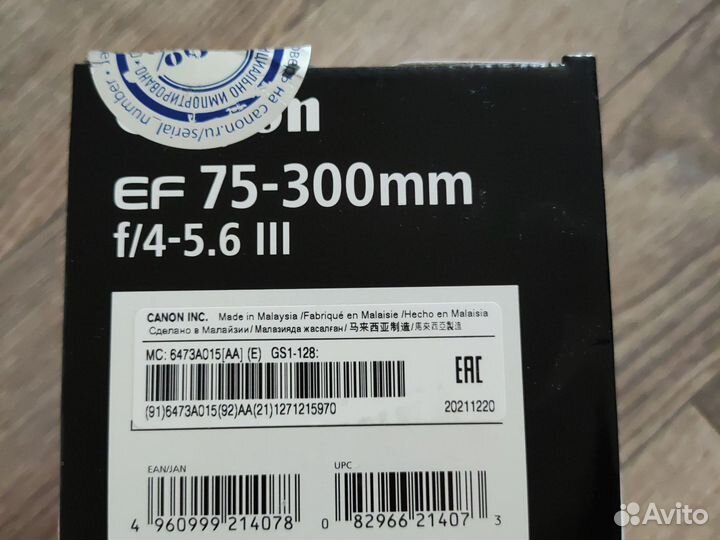 ЦИАЛЬНО ИМПОРТИРОВАНО
на canon.ru/serial_number
on
EF 75-300mm
f/4-5.6 III
CANON INC. Made in Malaysia /Fabriqué en Malaisie /Hecho en Malaisia
Сделано в Малайзии/ Малазияда жасалған/ 马来西亚制造/馬來西亞製造
MC: 6473A015[AA] (E) GS1-128:
EAC
(91)6473A015(92)AA(21)1271215970
20211220
EAN/JAN
UPC
4 960999 214078
0 82966 21407 3
Avito